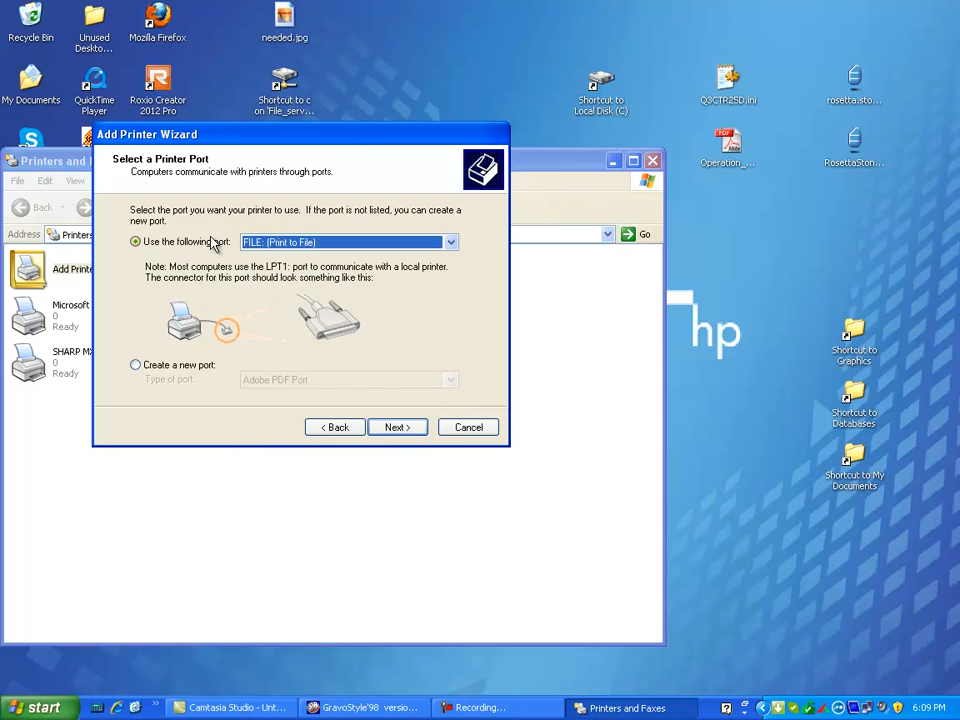 Recycle Bin
Unused
Deskto...
Mozilla Firefox
needed.jpg
My Documents
QuickTime
Player
Roxio Creator
2012 Pro
Shortcut to c
on 'File_serv...
Shortcut to
Local Disk (C)
Q3CTR25D.ini
rosetta.sto...
Operation_...
RosettaSton...
Printers and
File Edit View
Back
Address Printers
Go
Add Printe
Microsoft
0
Ready
SHARP MX
0
Ready
Add Printer Wizard
Select a Printer Port
Computers communicate with printers through ports.
Select the port you want your printer to use. If the port is not listed, you can create a
new port.
Use the following port:
FILE: (Print to File)
Note: Most computers use the LPT1: port to communicate with a local printer.
The connector for this port should look something like this:
Create a new port:
Type of port:
Adobe PDF Port
< Back
Next >
Cancel
hp
Shortcut to
Graphics
Shortcut to
Databases
Shortcut to My
Documents
start
Camtasia Studio - Unt...
GravoStyle'98 versio...
Recording...
Printers and Faxes
6:09 PM